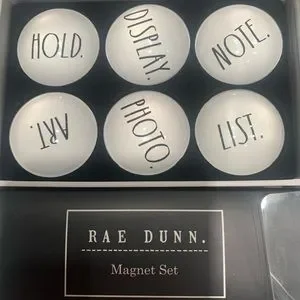 HOLD.
DISPLAY.
NOTE.
ART.
PHOTO.
LIST.
RAE DUNN.
Magnet Set